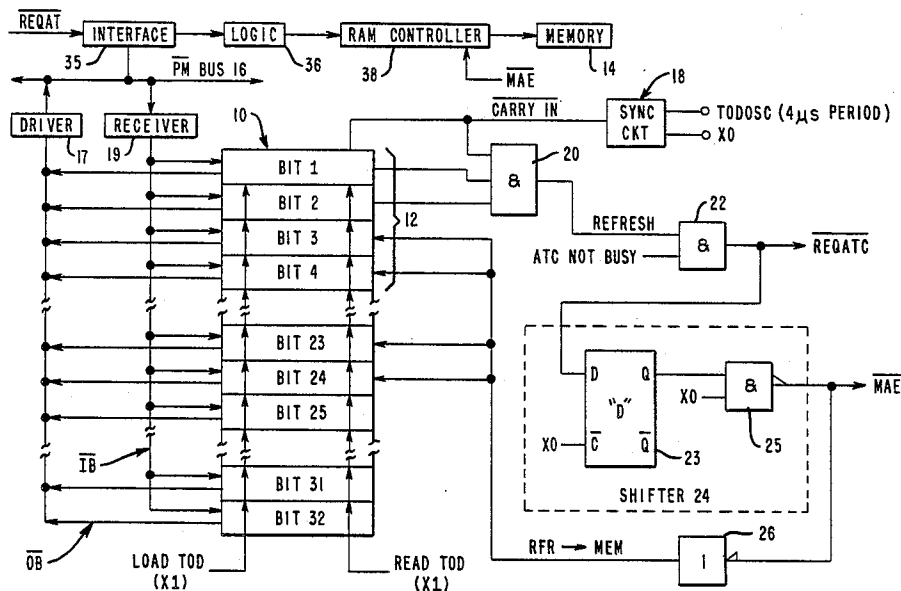 REQAT
INTERFACE
35
LOGIC
36
RAM CONTROLLER
38
MEMORY
14
MAE
PM BUS 16
DRIVER
17
RECEIVER
19
10
CARRY IN
18
SYNC
CKT
TODOSC (4μs PERIOD)
XO
&
20
BIT 1
BIT 2
BIT 3
BIT 4
12
REFRESH
ATC NOT BUSY
&
22
REQATC
BIT 23
BIT 24
BIT 25
BIT 31
BIT 32
IB
OB
LOAD TOD
(X1)
READ TOD
(X1)
D Q
"D"
XO
C Q
23
&
XO
25
MAE
SHIFTER 24
RFR → MEM
I
26